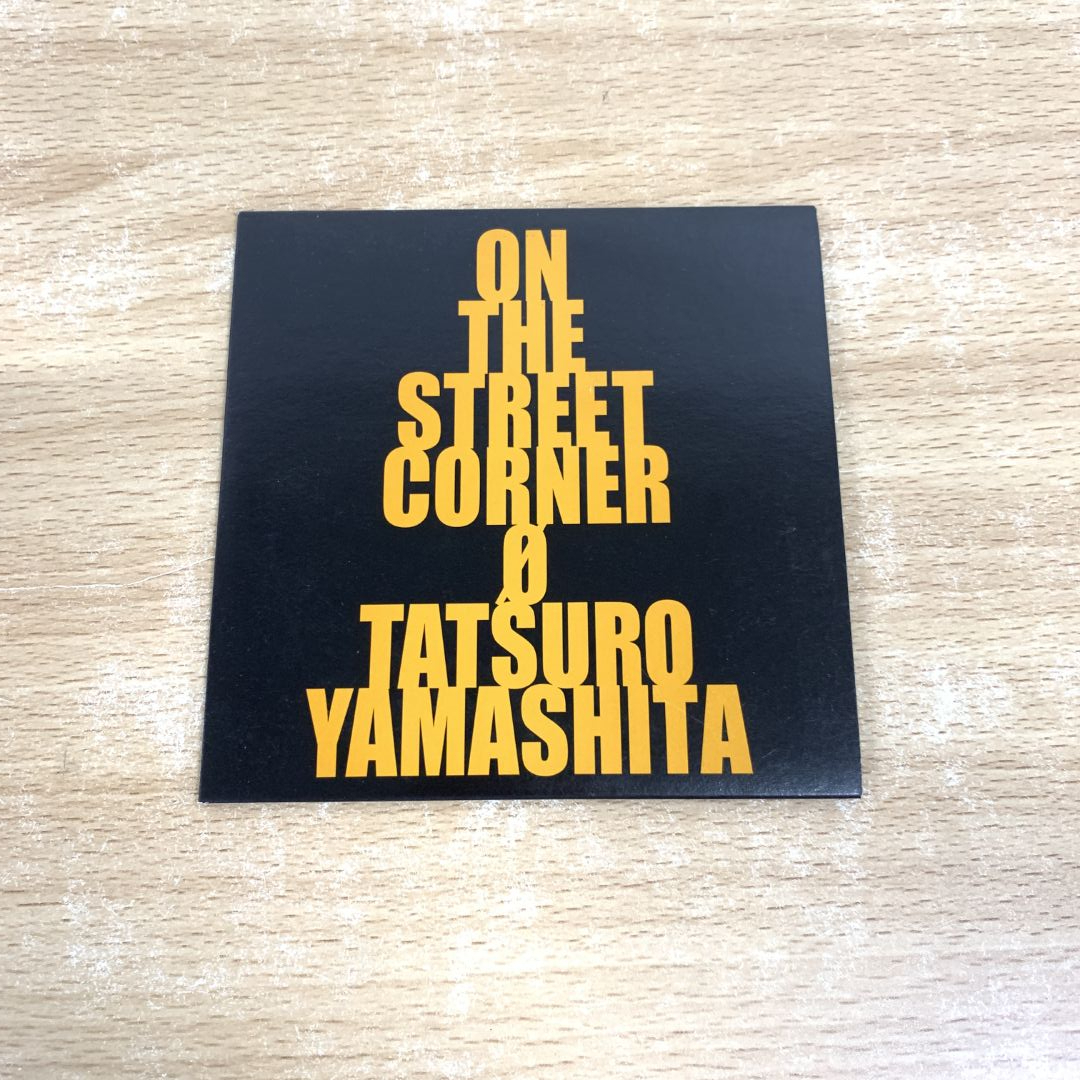 ON
THE
STREET
CORNER
Ø
TATSURO
YAMASHITA